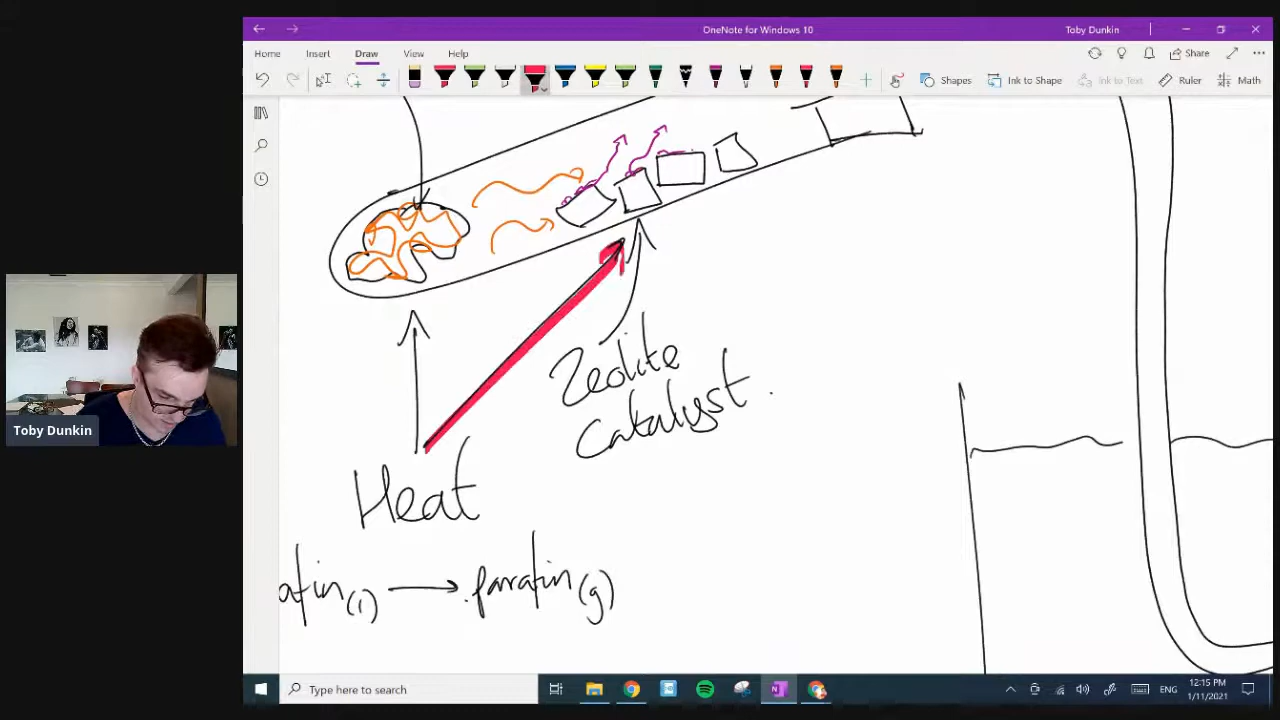 OneNote for Windows 10
Toby Dunkin
Home Insert Draw View Help
Share
Shapes Ink to Shape Ink to Text Ruler Math
Zeolite
catalyst.
Toby Dunkin
Heat
afin(l) → parafin(g)
Type here to search
ENG
12:15 PM
1/11/2021